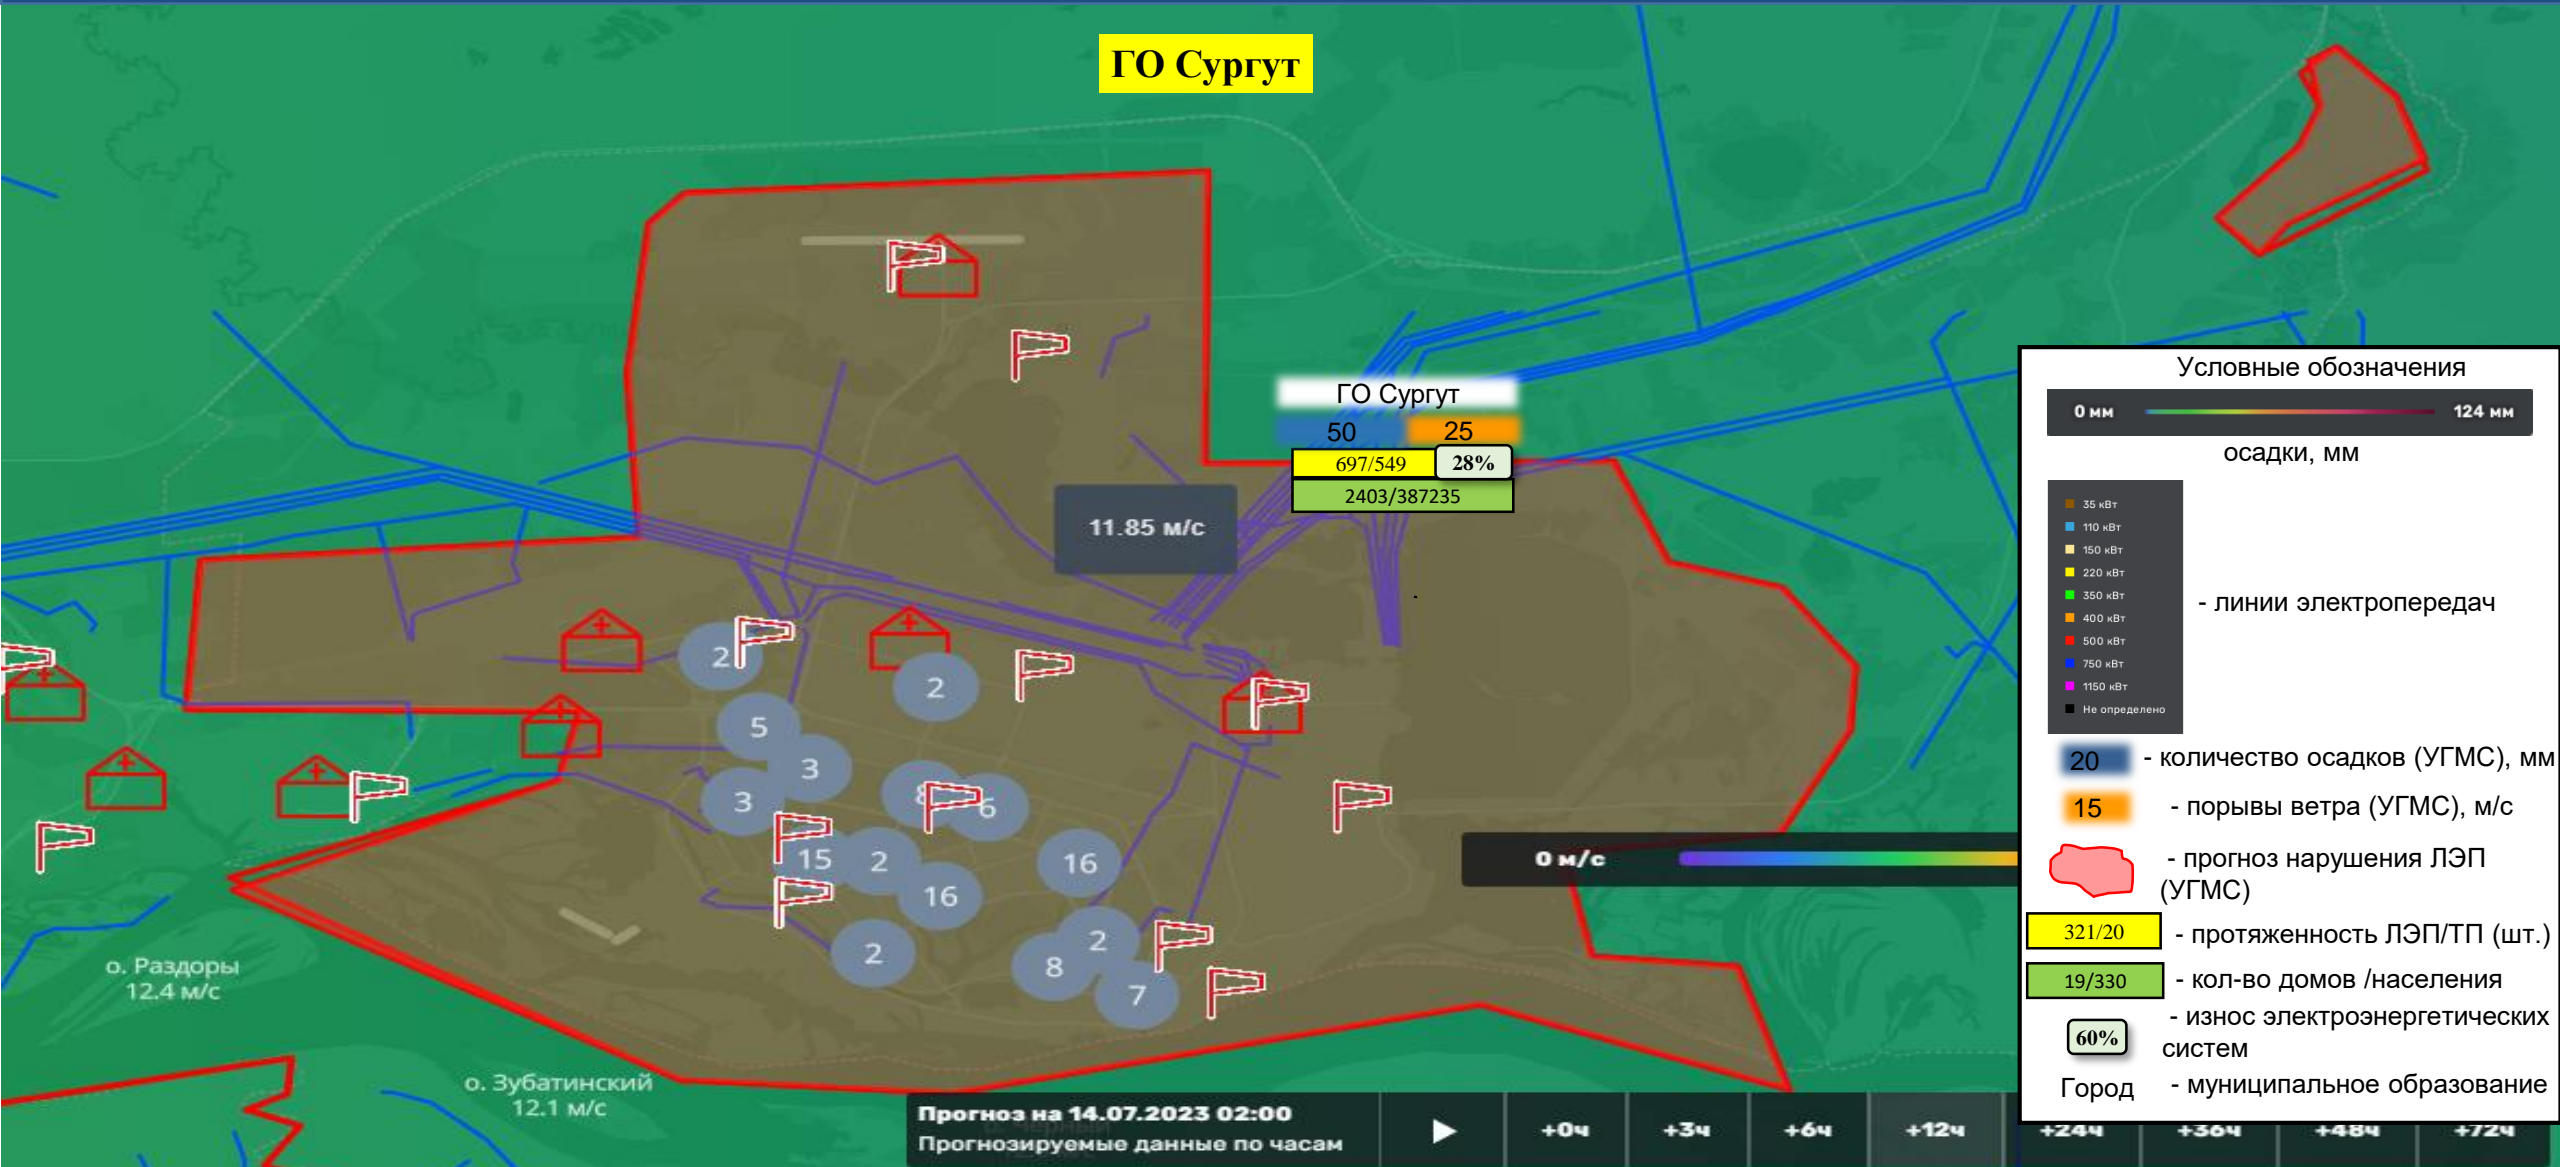 ГО Сургут
ГО Сургут
50 25
697/549 28%
2403/387235
11.85 м/с
2
2
5
3
3
8
6
15
2
16
16
2
2
8
7
0 м/с
о. Раздоры
12.4 м/с
о. Зубатинский
12.1 м/с
Прогноз на 14.07.2023 02:00
Прогнозируемые данные по часам
+0ч +3ч +6ч +12ч +24ч +36ч +48ч +72ч
Условные обозначения
0 мм 124 мм
осадки, мм
35 кВт
110 кВт
150 кВт
220 кВт
350 кВт
400 кВт
500 кВт
750 кВт
1150 кВт
Не определено
- линии электропередач
20 - количество осадков (УГМС), мм
15 - порывы ветра (УГМС), м/с
- прогноз нарушения ЛЭП
(УГМС)
321/20 - протяженность ЛЭП/ТП (шт.)
19/330 - кол-во домов /населения
60% - износ электроэнергетических
систем
Город - муниципальное образование